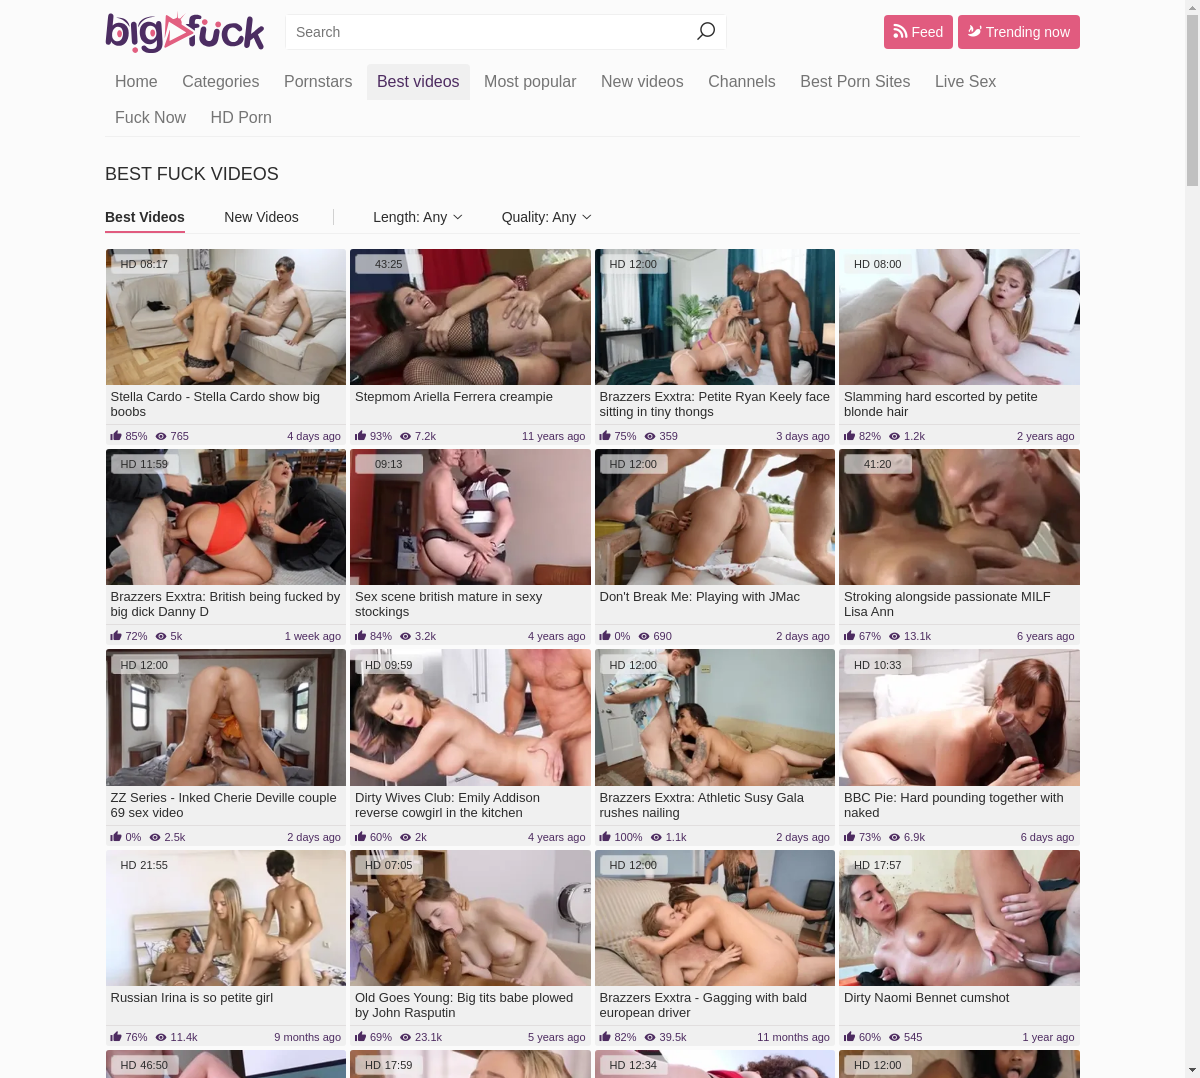 bigfuck
Search
Feed
Trending now
Home Categories Pornstars Best videos Most popular New videos Channels Best Porn Sites Live Sex
Fuck Now HD Porn
BEST FUCK VIDEOS
Best Videos New Videos Length: Any Quality: Any
HD 08:17
43:25
HD 12:00
HD 08:00
Stella Cardo - Stella Cardo show big
boobs
Stepmom Ariella Ferrera creampie
Brazzers Exxtra: Petite Ryan Keely face
sitting in tiny thongs
Slamming hard escorted by petite
blonde hair
85% 765 4 days ago
93% 7.2k 11 years ago
75% 359 3 days ago
82% 1.2k 2 years ago
HD 11:59
09:13
HD 12:00
41:20
Brazzers Exxtra: British being fucked by
big dick Danny D
Sex scene british mature in sexy
stockings
Don't Break Me: Playing with JMac
Stroking alongside passionate MILF
Lisa Ann
72% 5k 1 week ago
84% 3.2k 4 years ago
0% 690 2 days ago
67% 13.1k 6 years ago
HD 12:00
HD 09:59
HD 12:00
HD 10:33
ZZ Series - Inked Cherie Deville couple
69 sex video
Dirty Wives Club: Emily Addison
reverse cowgirl in the kitchen
Brazzers Exxtra: Athletic Susy Gala
rushes nailing
BBC Pie: Hard pounding together with
naked
0% 2.5k 2 days ago
60% 2k 4 years ago
100% 1.1k 2 days ago
73% 6.9k 6 days ago
HD 21:55
HD 07:05
HD 12:00
HD 17:57
Russian Irina is so petite girl
Old Goes Young: Big tits babe plowed
by John Rasputin
Brazzers Exxtra - Gagging with bald
european driver
Dirty Naomi Bennet cumshot
76% 11.4k 9 months ago
69% 23.1k 5 years ago
82% 39.5k 11 months ago
60% 545 1 year ago
HD 46:50
HD 17:59
HD 12:34
HD 12:00